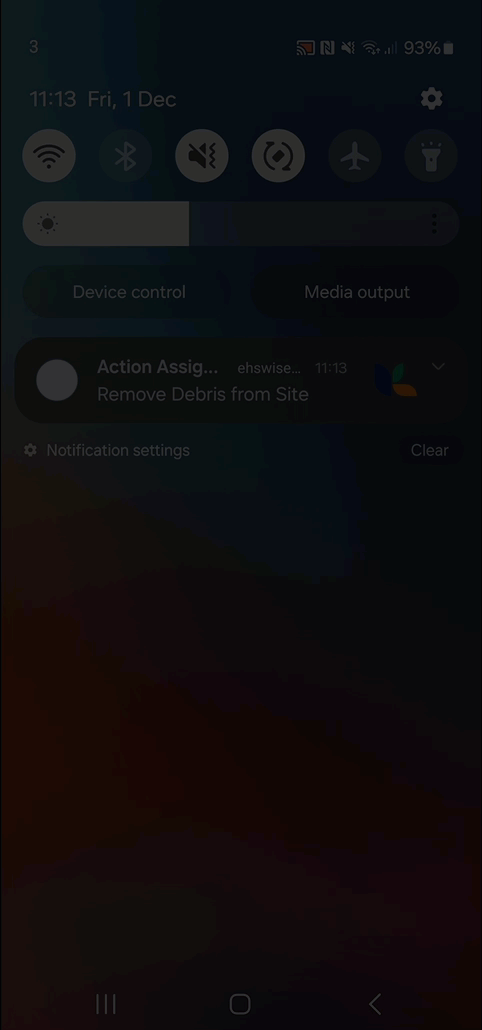 3 93%
11:13 Fri, 1 Dec
Device control Media output
Action Assig... ehswise... 11:13
Remove Debris from Site
Notification settings Clear